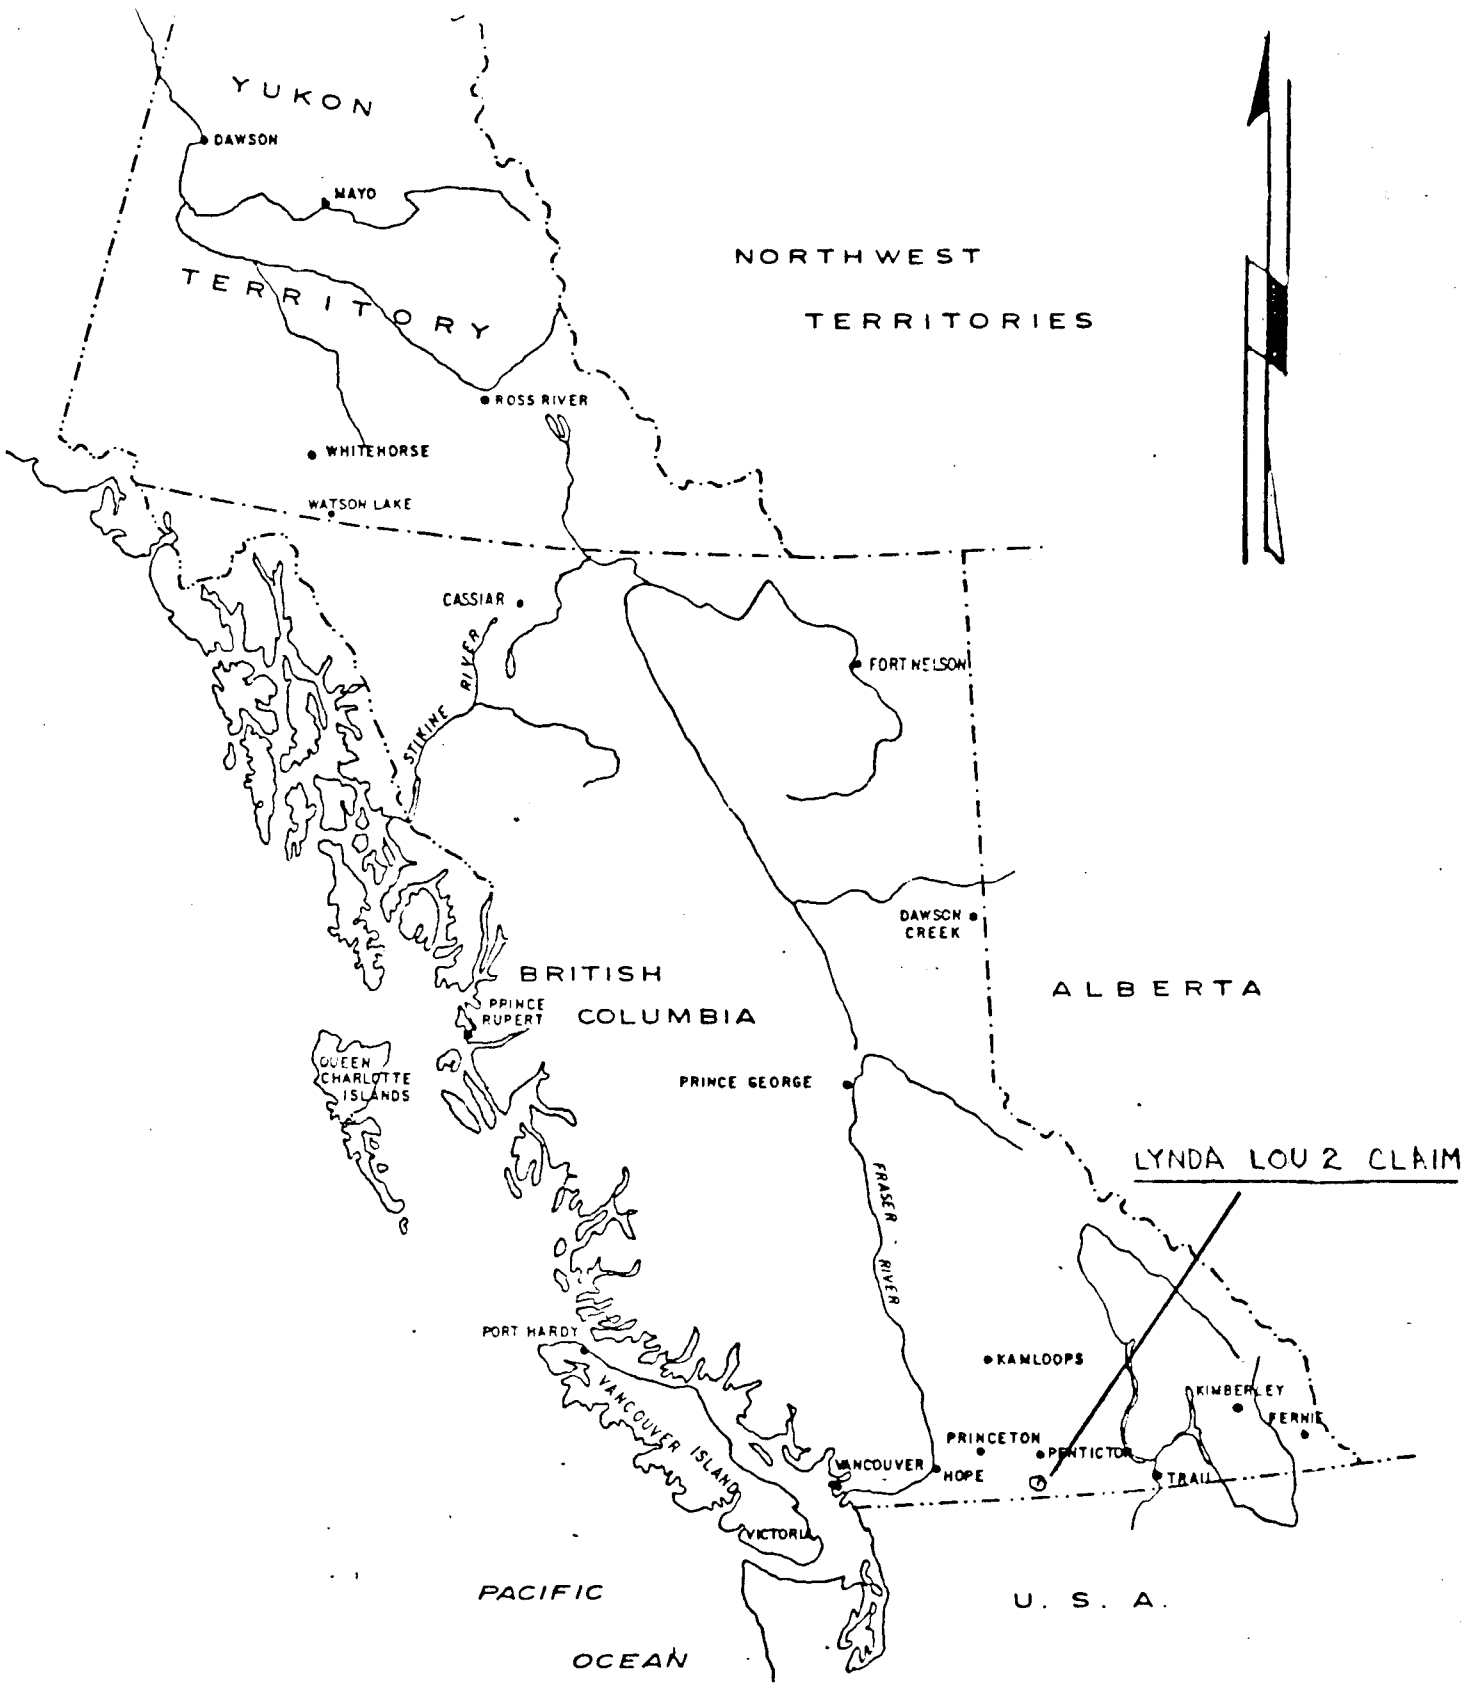 YUKON
DAWSON
MAYO
TERRITORY
NORTHWEST
TERRITORIES
ROSS RIVER
WHITEHORSE
WATSON LAKE
CASSIAR
STIKINE RIVER
FORT NELSON
DAWSON
CREEK
BRITISH
COLUMBIA
ALBERTA
PRINCE
RUPERT
QUEEN
CHARLOTTE
ISLANDS
PRINCE GEORGE
LYNDA LOU 2 CLAIM
FRASER RIVER
PORT HARDY
VANCOUVER ISLAND
KAMLOOPS
KIMBERLEY
FERNIE
PRINCETON
PENTICTON
VANCOUVER
HOPE
TRAIL
VICTORIA
PACIFIC
OCEAN
U. S. A.